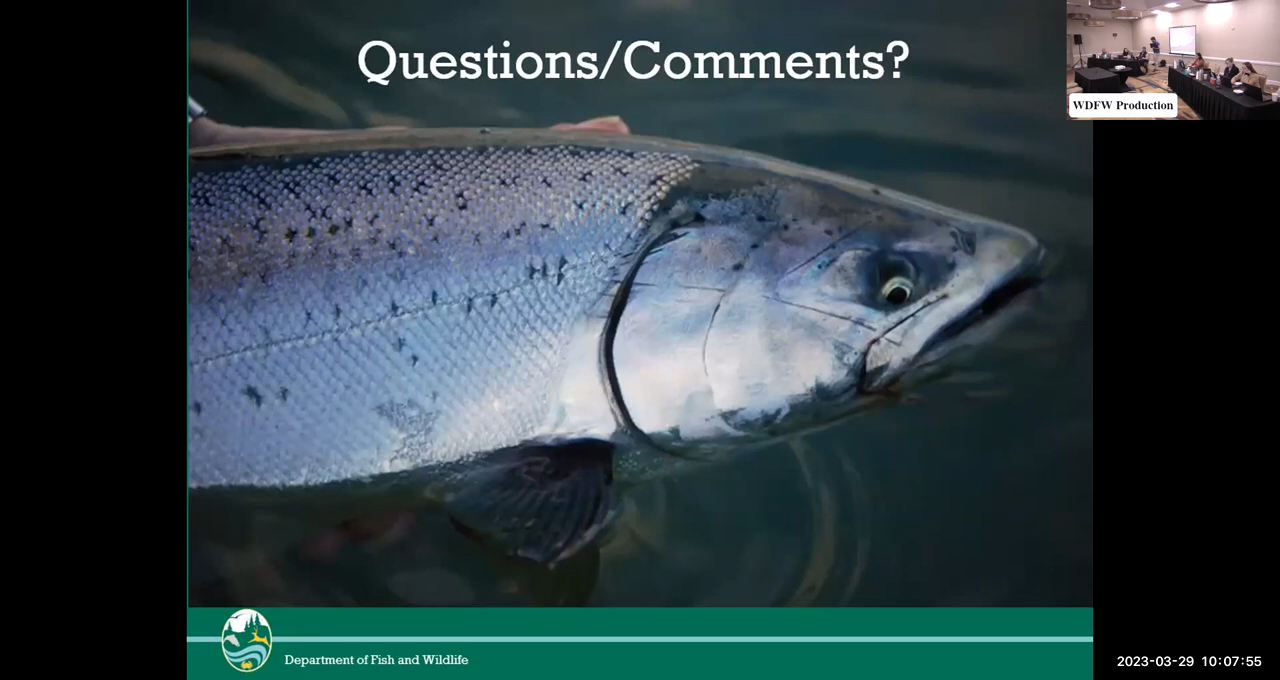 Questions/Comments?
WDFW Production
Department of Fish and Wildlife
2023-03-29 10:07:55